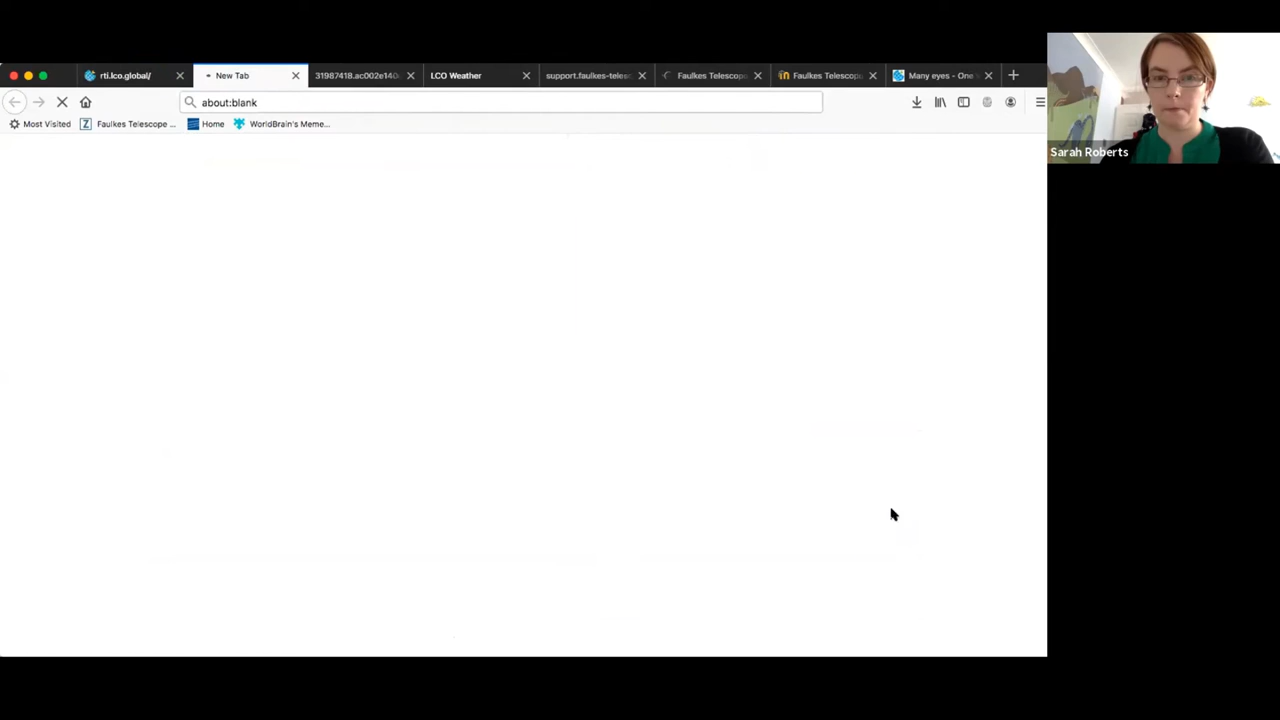 rti.lco.global/
New Tab
31987418.ac002e140
LCO Weather
support.faulkes-teles
Faulkes Telescope
Faulkes Telescope
Many eyes - One
about:blank
Most Visited
Faulkes Telescope ...
Home
WorldBrain's Meme...
Sarah Roberts